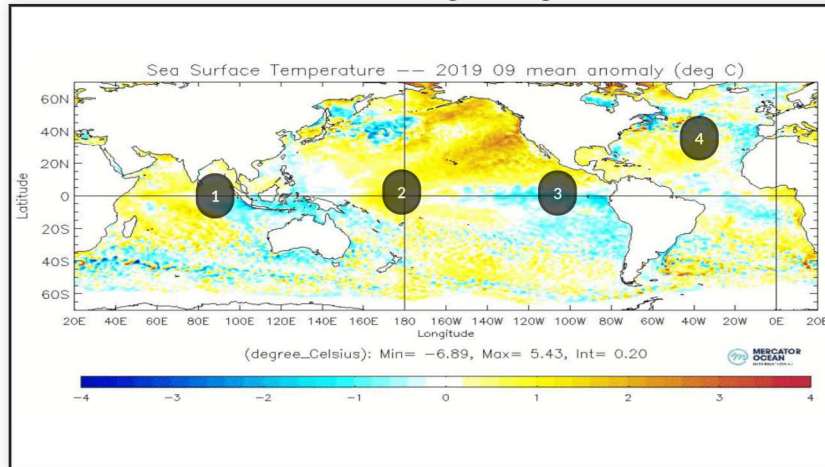 Sea Surface Temperature -- 2019 09 mean anomaly (deg C)
60N
40N
20N
0
20S
40S
60S
Latitude
1
2
3
4
20E 40E 60E 80E 100E 120E 140E 160E 180 160W 140W 120W 100W 80W 60W 40W 20W 0E 20E
Longitude
(degree_Celsius): Min= -6.89, Max= 5.43, Int= 0.20
MERCATOR
OCEAN
-4 -3 -2 -1 0 1 2 3 4